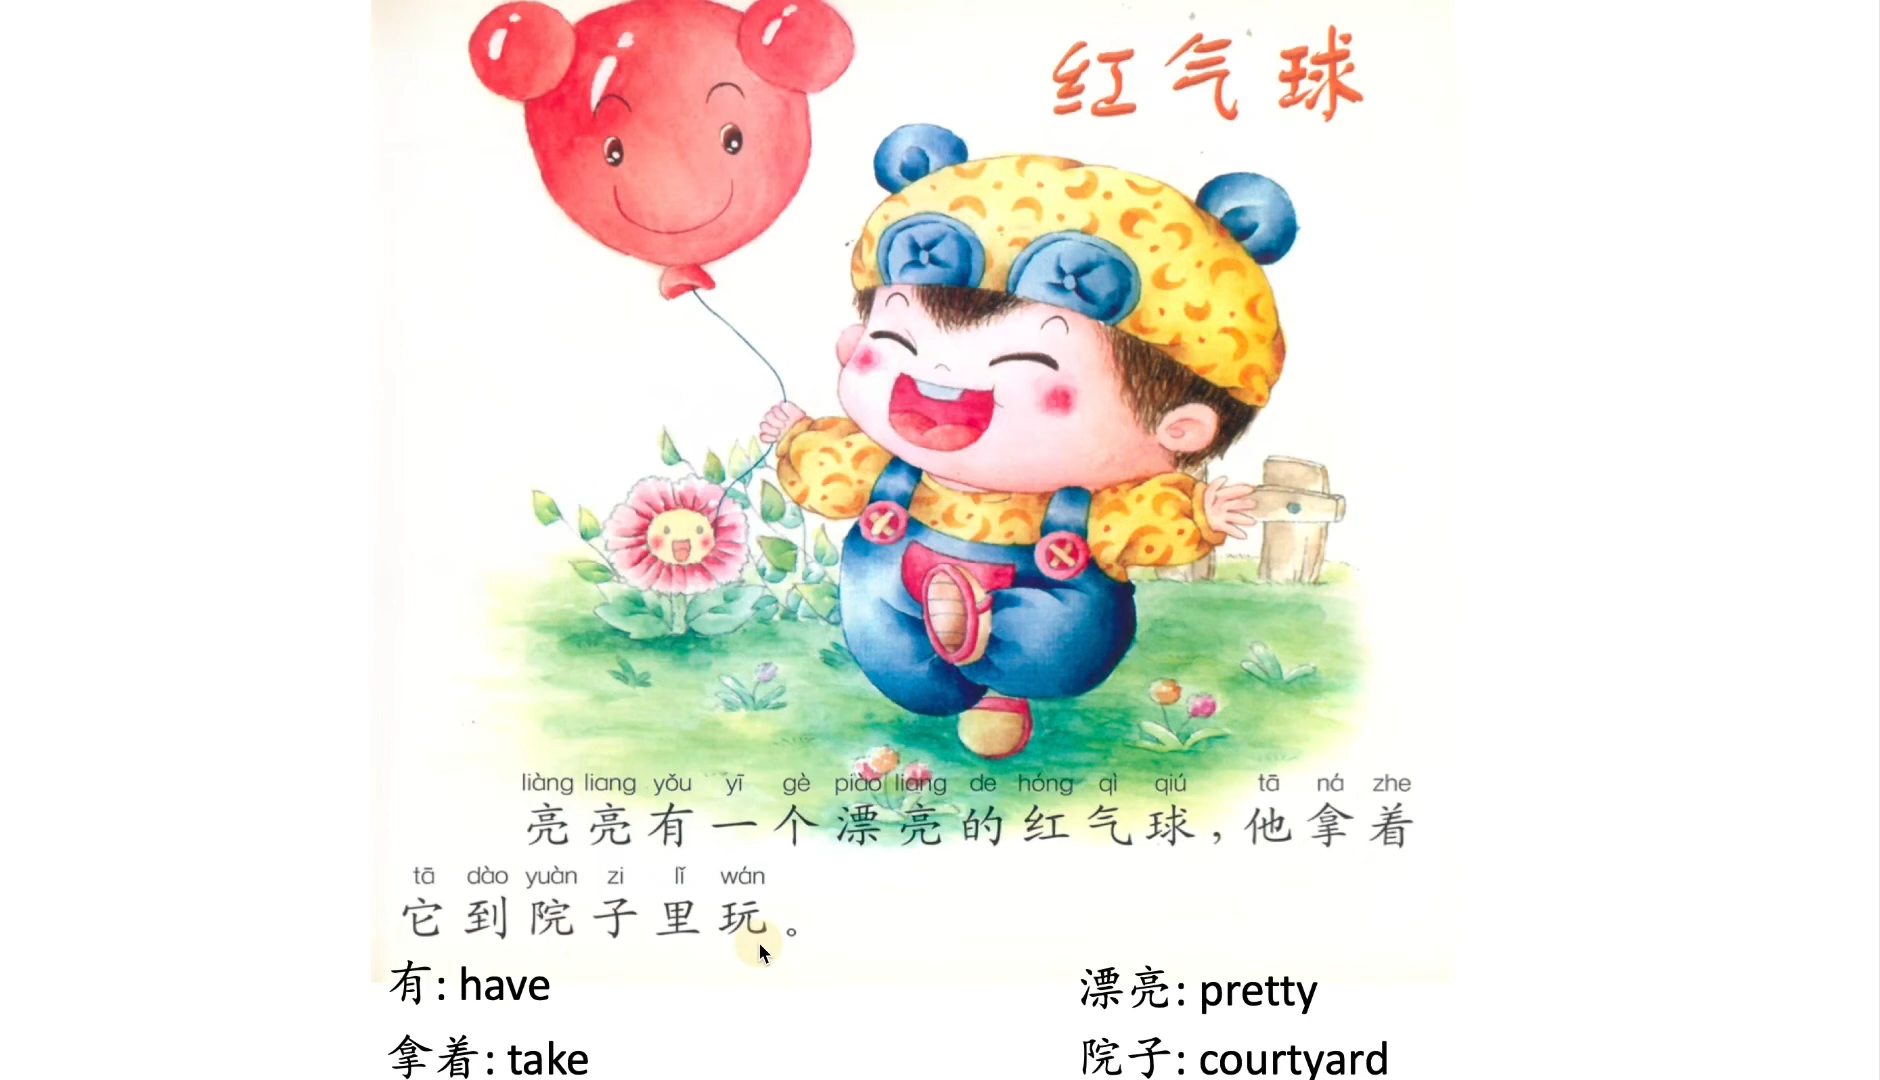 红气球
liàng liang yǒu yī gè piào liang de hóng qì qiú tā ná zhe
亮亮有一个漂亮的红气球，他拿着
tā dào yuàn zi lǐ wán
它到院子里玩。
有: have
漂亮: pretty
拿着: take
院子: courtyard